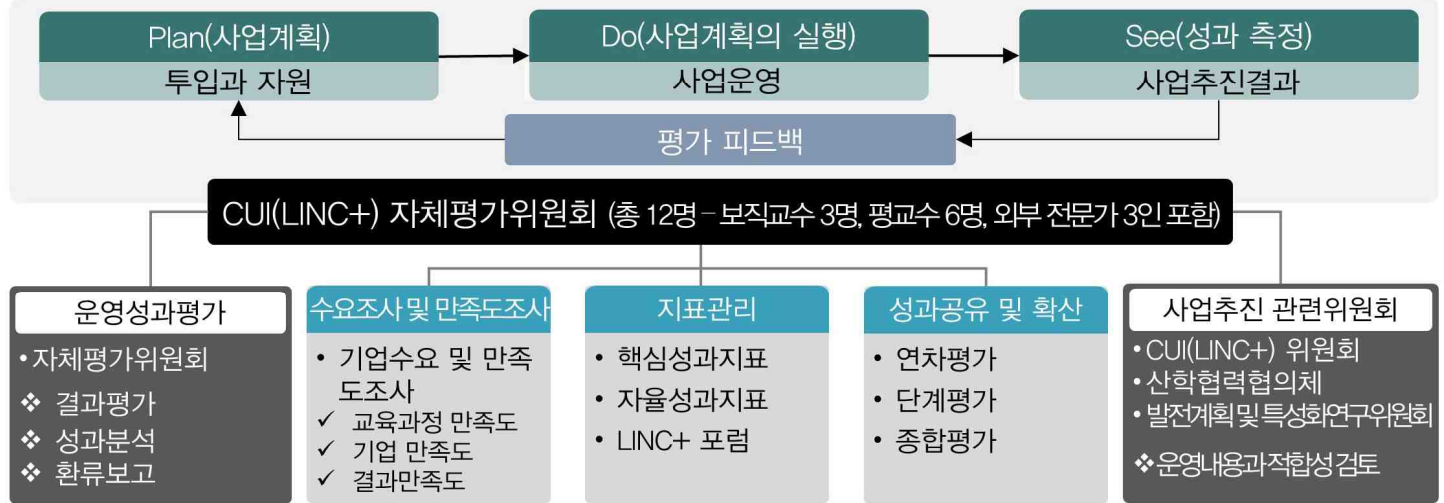 Plan(사업계획)
투입과 자원
Do(사업계획의 실행)
사업운영
See(성과 측정)
사업추진결과
평가 피드백
CUI(LINC+) 자체평가위원회 (총 12명 – 보직교수 3명, 평교수 6명, 외부 전문가 3인 포함)
운영성과평가
• 자체평가위원회
❖ 결과평가
❖ 성과분석
❖ 환류보고
수요조사 및 만족도조사
• 기업수요 및 만족
도조사
✓ 교육과정 만족도
✓ 기업 만족도
✓ 결과만족도
지표관리
• 핵심성과지표
• 자율성과지표
• LINC+ 포럼
성과공유 및 확산
• 연차평가
• 단계평가
• 종합평가
사업추진 관련위원회
• CUI(LINC+) 위원회
• 산학협력협의체
• 발전계획 및 특성화연구위원회
❖ 운영내용과 적합성 검토